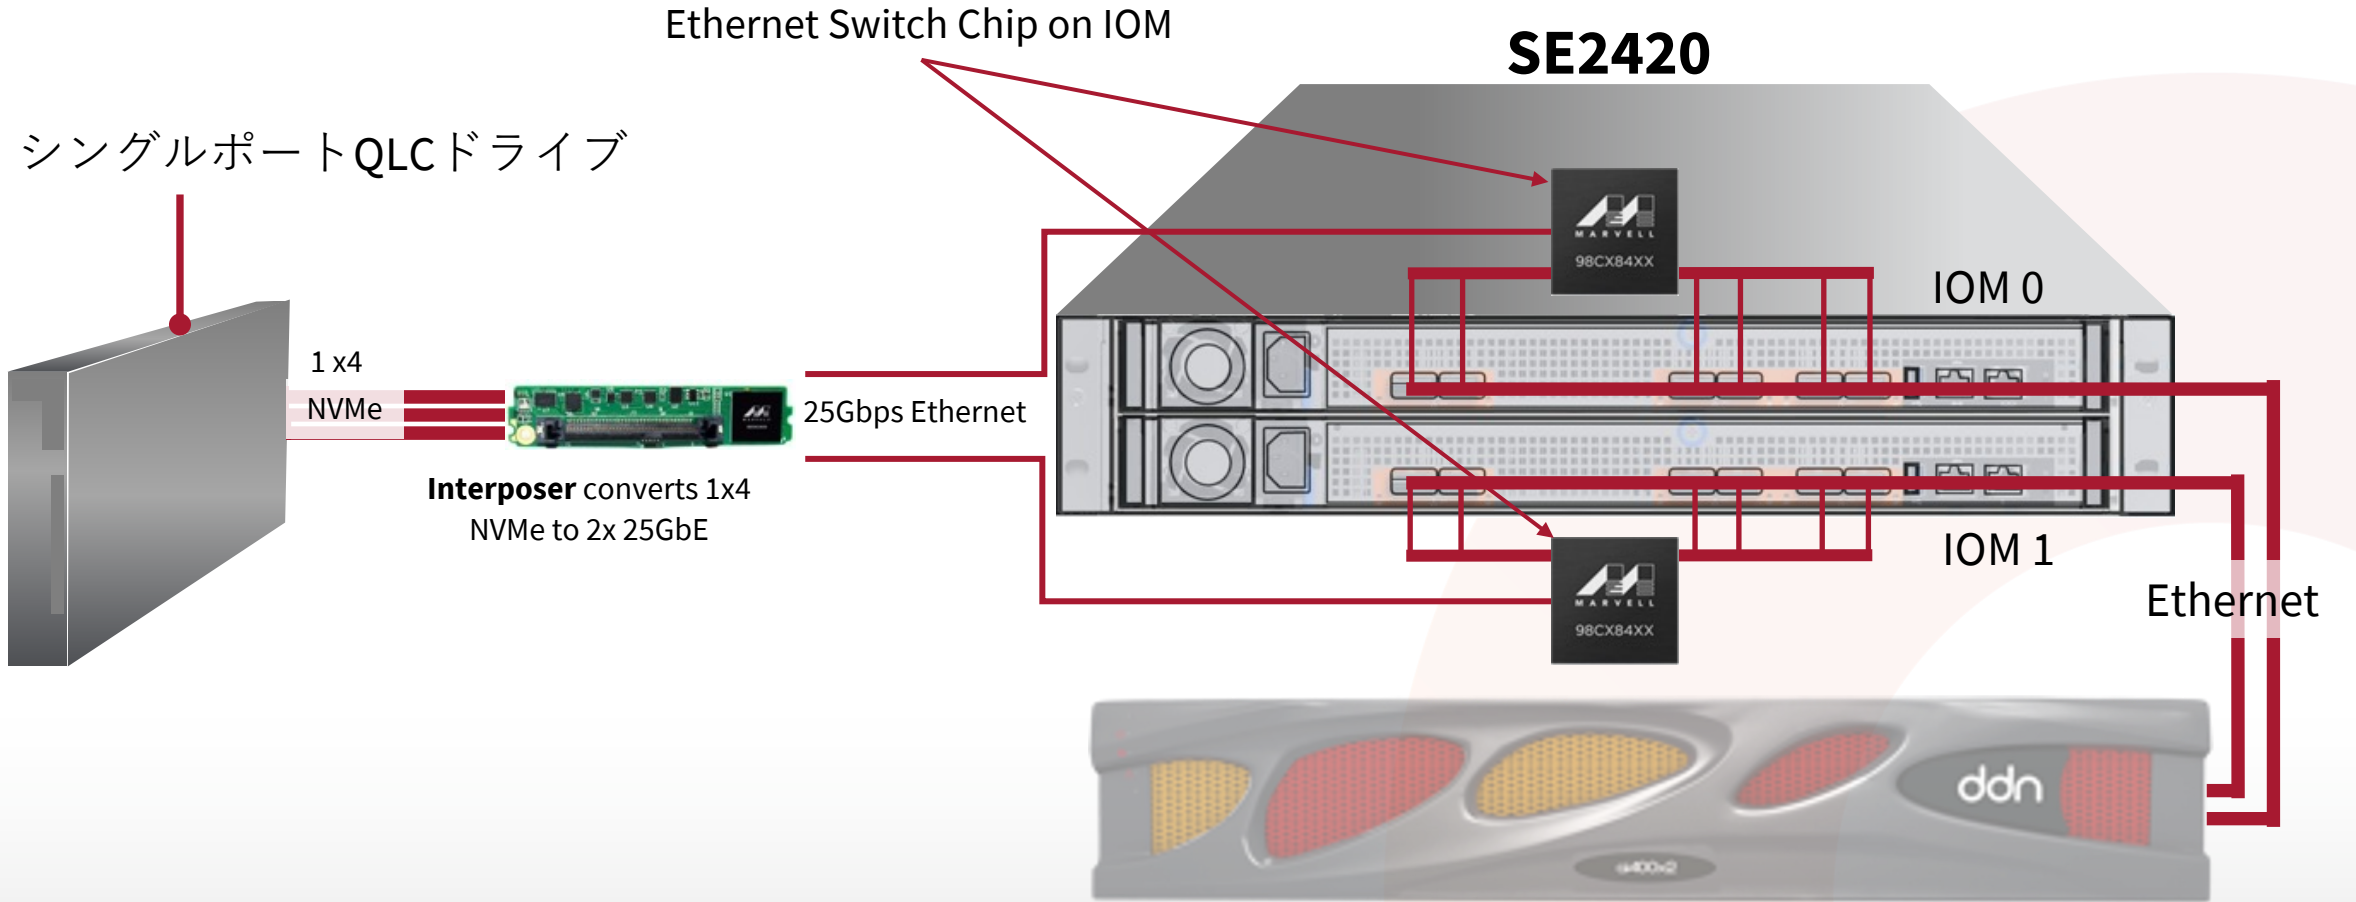 Ethernet Switch Chip on IOM
SE2420
シングルポートQLCドライブ
MARVELL
98CX84XX
IOM 0
1 x4
NVMe
25Gbps Ethernet
Interposer converts 1x4
NVMe to 2x 25GbE
IOM 1
MARVELL
98CX84XX
Ethernet
ddn
ai400x2